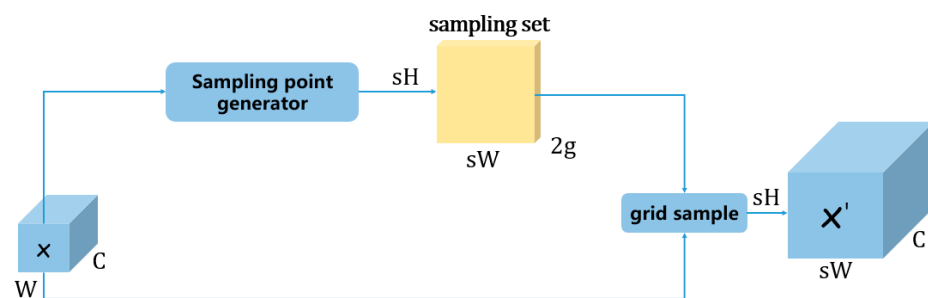 sampling set
Sampling point
generator
sH
sW
2g
x
C
W
grid sample
sH
x'
C
sW